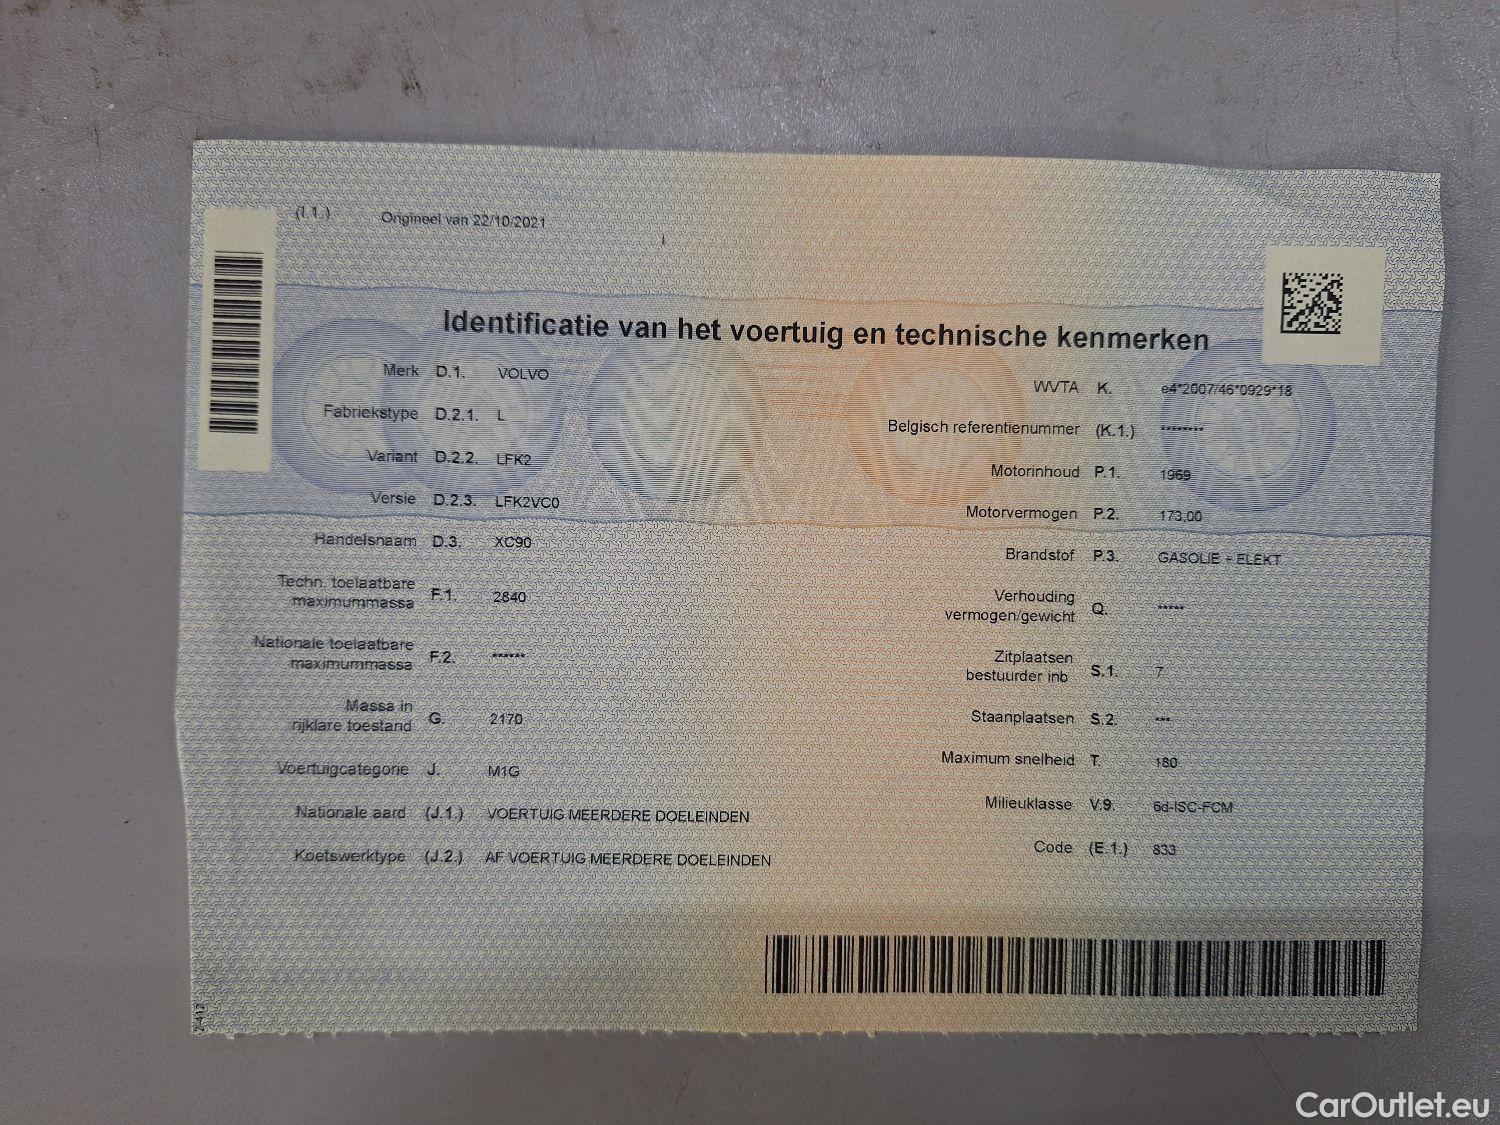 (I.1.) Origineel van 22/10/2021
Identificatie van het voertuig en technische kenmerken
Merk D.1. VOLVO
Fabriekstype D.2.1. L
Variant D.2.2. LFK2
Versie D.2.3. LFK2VC0
Handelsnaam D.3. XC90
Techn. toelaatbare
maximummassa F.1. 2840
Nationale toelaatbare
maximummassa F.2. ******
Massa in
rijklare toestand G. 2170
Voertuigcategorie J. M1G
Nationale aard (J.1.) VOERTUIG MEERDERE DOELEINDEN
Koetswerktype (J.2.) AF VOERTUIG MEERDERE DOELEINDEN
WVTA K. e4*2007/46*0929*18
Belgisch referentienummer (K.1.) ********
Motorinhoud P.1. 1969
Motorvermogen P.2. 173,00
Brandstof P.3. GASOLIE + ELEKT
Verhouding
vermogen/gewicht Q. *****
Zitplaatsen
bestuurder inb S.1. 7
Staanplaatsen S.2. ***
Maximum snelheid T. 180
Milieuklasse V.9. 6d-ISC-FCM
Code (E.1.) 833
CarOutlet.eu